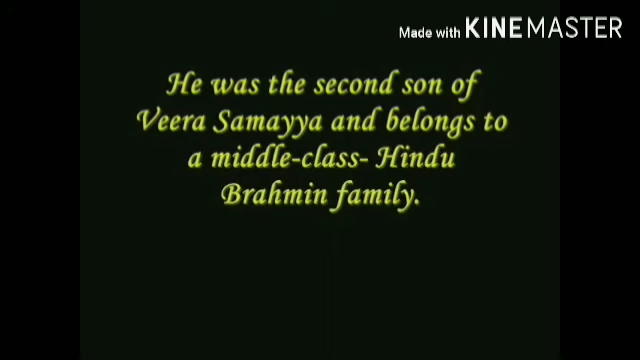 Made with KINEMASTER
He was the second son of
Veera Samayya and belongs to
a middle-class- Hindu
Brahmin family.